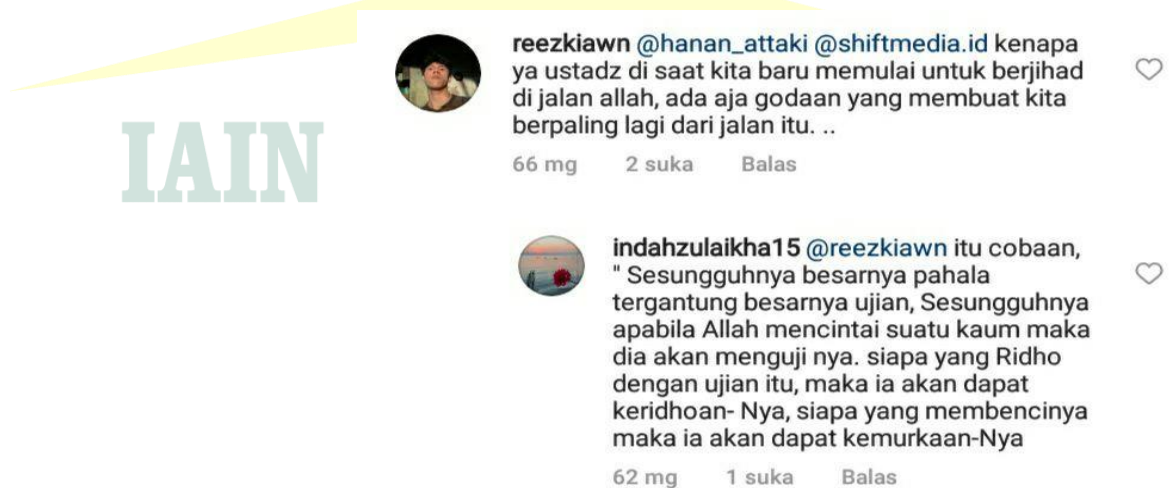 IAIN
reezkiawn @hanan_attaki @shiftmedia.id kenapa
ya ustadz di saat kita baru memulai untuk berjihad
di jalan allah, ada aja godaan yang membuat kita
berpaling lagi dari jalan itu. ..
66 mg 2 suka Balas
indahzulaikha15 @reezkiawn itu cobaan,
" Sesungguhnya besarnya pahala
tergantung besarnya ujian, Sesungguhnya
apabila Allah mencintai suatu kaum maka
dia akan menguji nya. siapa yang Ridho
dengan ujian itu, maka ia akan dapat
keridhoan- Nya, siapa yang membencinya
maka ia akan dapat kemurkaan-Nya
62 mg 1 suka Balas